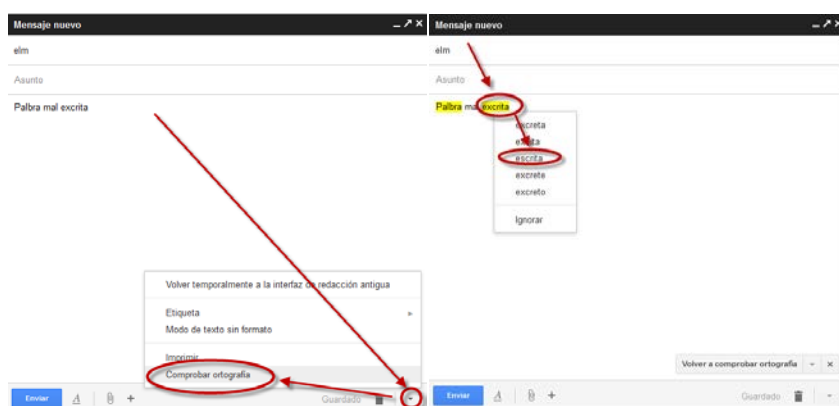 Mensaje nuevo
elm
Asunto
Palbra mal excrita
Volver temporalmente a la interfaz de redacción antigua
Etiqueta
Modo de texto sin formato
Imprimir
Comprobar ortografía
Enviar
Guardado
Mensaje nuevo
elm
Asunto
Palbra mal excrita
excreta
escrita
excrete
excreto
Ignorar
Volver a comprobar ortografía
Enviar
Guardado